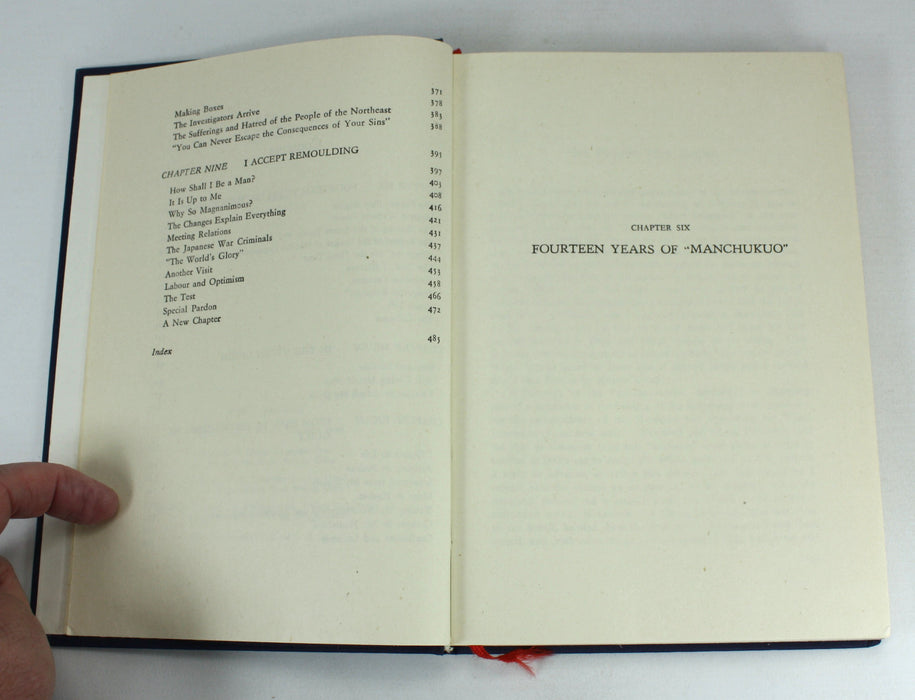 Making Boxes 371
The Investigators Arrive 378
The Sufferings and Hatred of the People of the Northeast 383
"You Can Never Escape the Consequences of Your Sins" 388
CHAPTER NINE I ACCEPT REMOULDING 391
How Shall I Be a Man? 397
It Is Up to Me 403
Why So Magnanimous? 408
The Changes Explain Everything 416
Meeting Relations 421
The Japanese War Criminals 431
"The World's Glory" 437
Another Visit 444
Labour and Optimism 453
The Test 458
Special Pardon 466
A New Chapter 472
Index 483
CHAPTER SIX
FOURTEEN YEARS OF "MANCHUKUO"